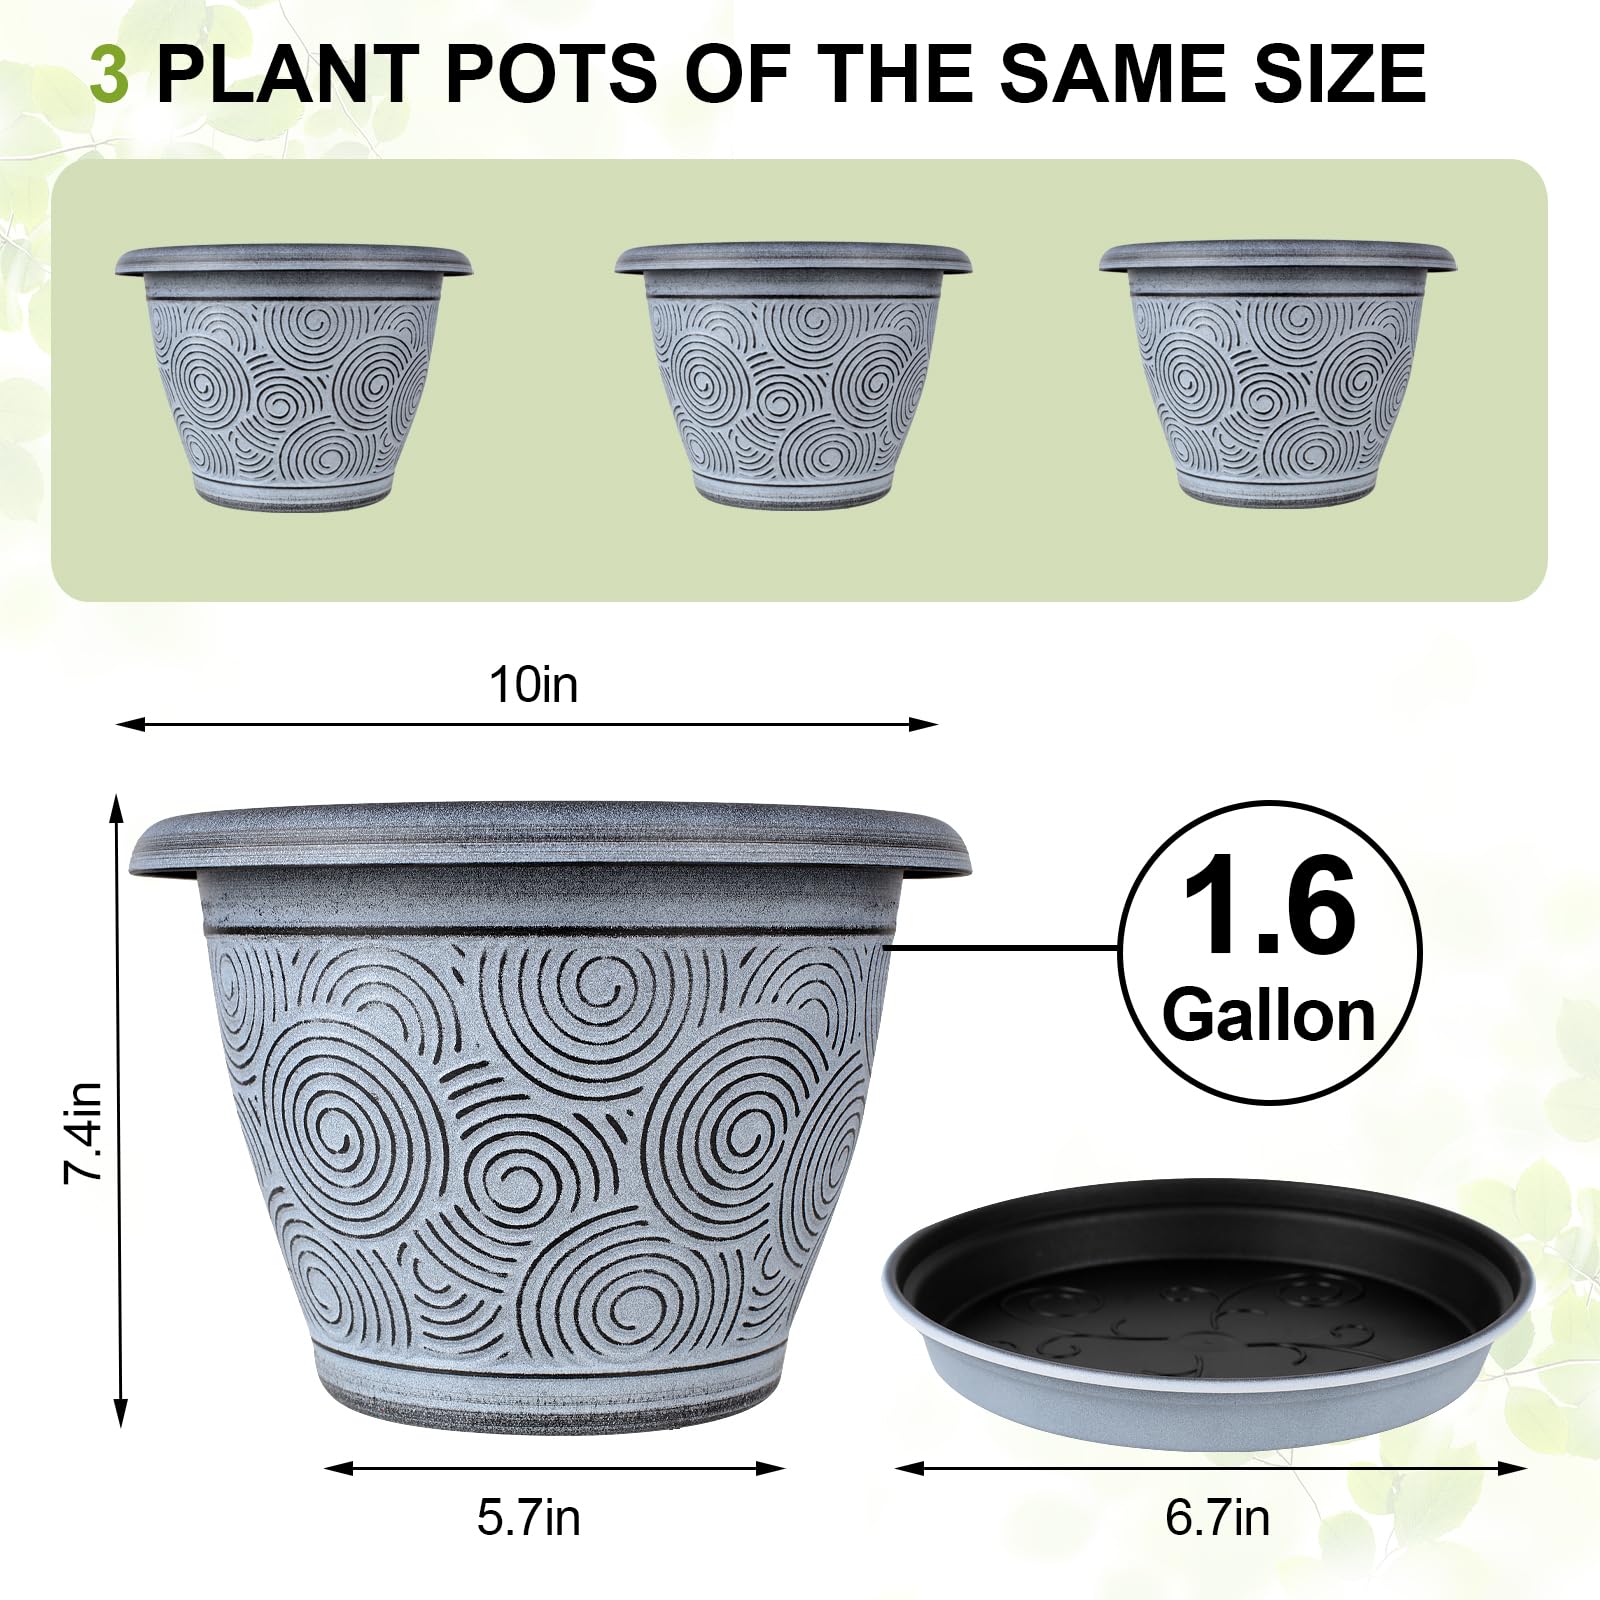 3 PLANT POTS OF THE SAME SIZE
10in
7.4in
1.6
Gallon
5.7in
6.7in